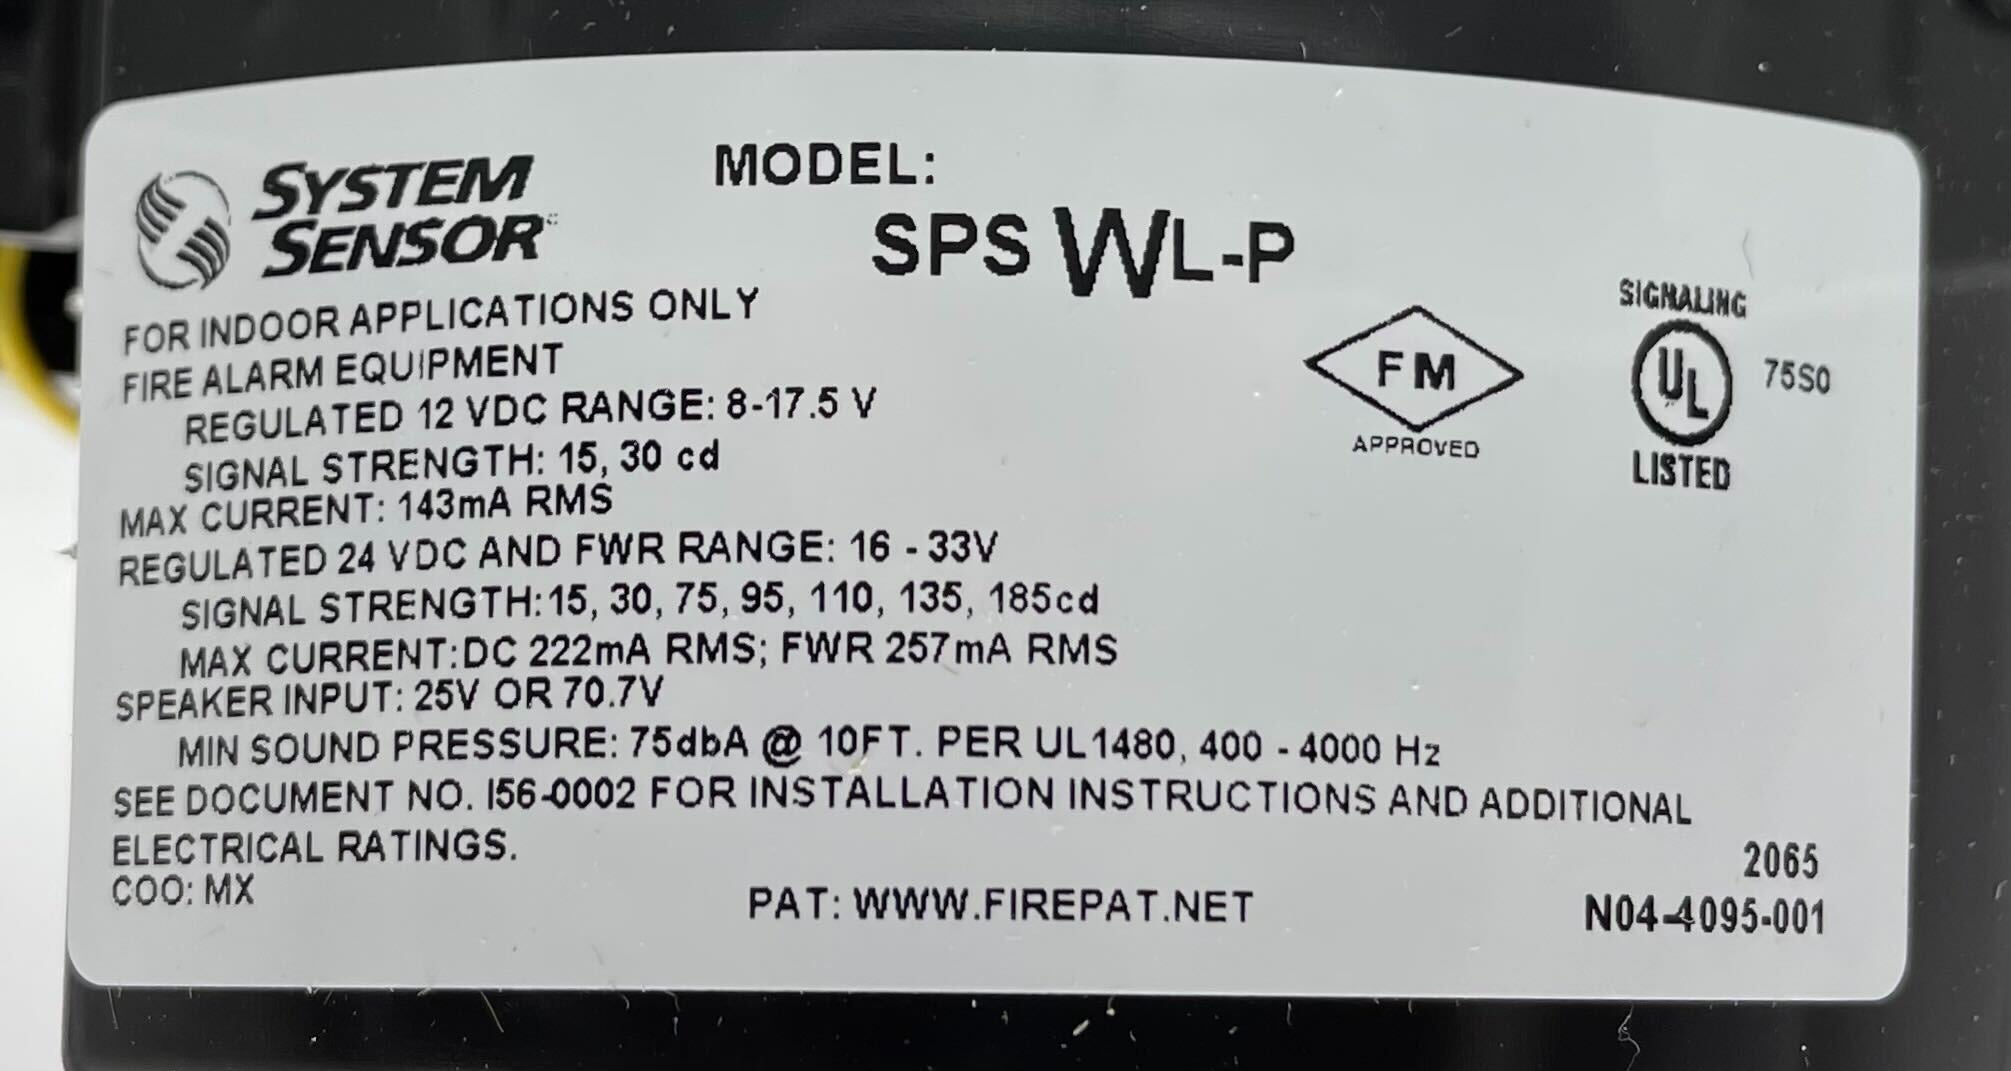 SYSTEM
SENSOR
MODEL:
SPSWL-P
FOR INDOOR APPLICATIONS ONLY
FIRE ALARM EQUIPMENT
REGULATED 12 VDC RANGE: 8-17.5 V
SIGNAL STRENGTH: 15, 30 cd
MAX CURRENT: 143mA RMS
REGULATED 24 VDC AND FWR RANGE: 16 - 33V
SIGNAL STRENGTH:15, 30, 75, 95, 110, 135, 185cd
MAX CURRENT:DC 222mA RMS; FWR 257mA RMS
SPEAKER INPUT: 25V OR 70.7V
MIN SOUND PRESSURE: 75dbA @ 10FT. PER UL1480, 400 - 4000 Hz
SEE DOCUMENT NO. I56-0002 FOR INSTALLATION INSTRUCTIONS AND ADDITIONAL
ELECTRICAL RATINGS.
COO: MX
PAT: WWW.FIREPAT.NET
FM
APPROVED
SIGNALING
UL 75S0
LISTED
2065
N04-4095-001